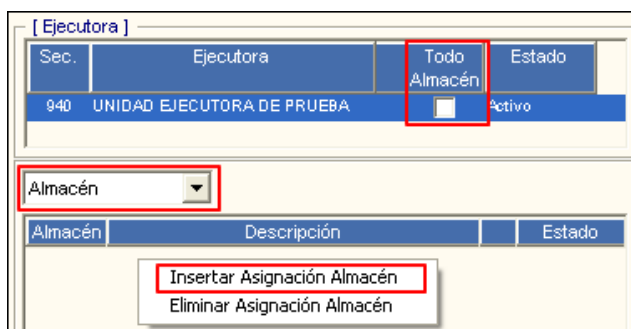 [ Ejecutora ]
Sec. Ejecutora Todo Almacén Estado
940 UNIDAD EJECUTORA DE PRUEBA Activo
Almacén
Almacén Descripción Estado
Insertar Asignación Almacén
Eliminar Asignación Almacén